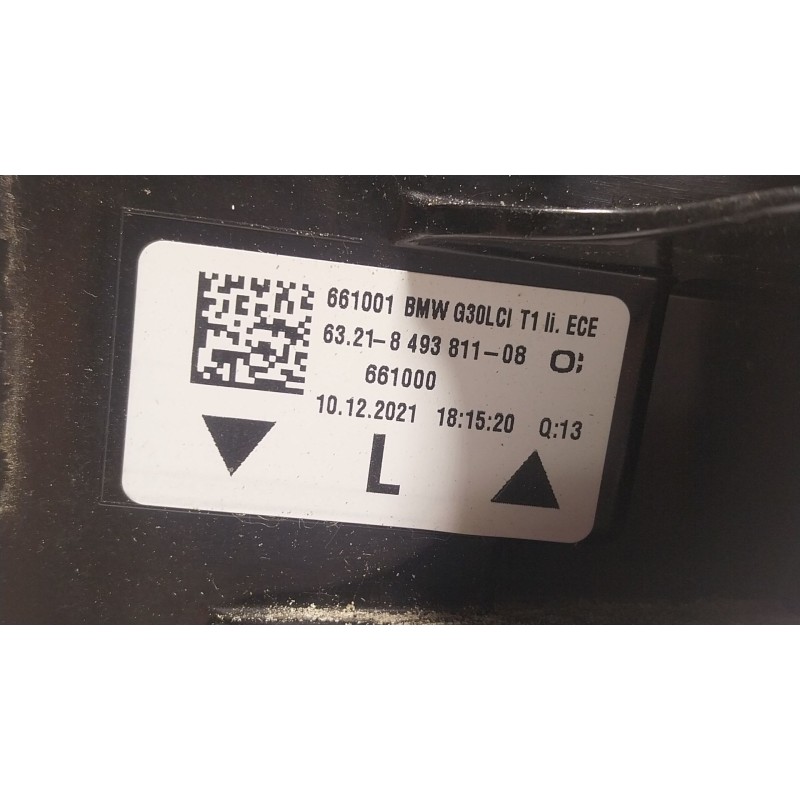 661001 BMW G30LCI T1 li. ECE
63.21-8 493 811-08
661000
10.12.2021 18:15:20 Q:13
L